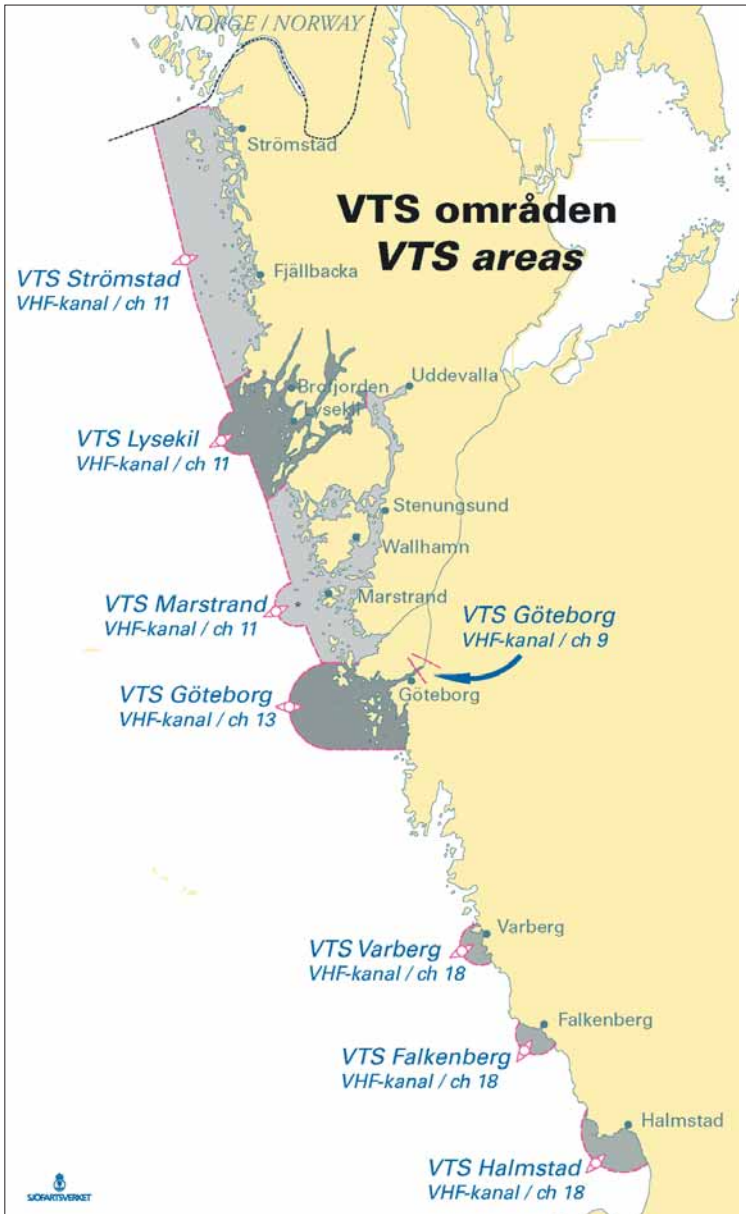 NORGE / NORWAY
Strömstad
VTS områden
VTS areas
VTS Strömstad
VHF-kanal / ch 11
Fjällbacka
Brofjorden
Uddevalla
Lysekil
VTS Lysekil
VHF-kanal / ch 11
Stenungsund
Wallhamn
VTS Marstrand
VHF-kanal / ch 11
Marstrand
VTS Göteborg
VHF-kanal / ch 9
VTS Göteborg
VHF-kanal / ch 13
Göteborg
VTS Varberg
VHF-kanal / ch 18
Varberg
Falkenberg
VTS Falkenberg
VHF-kanal / ch 18
Halmstad
VTS Halmstad
VHF-kanal / ch 18
SJÖFARTSVERKET